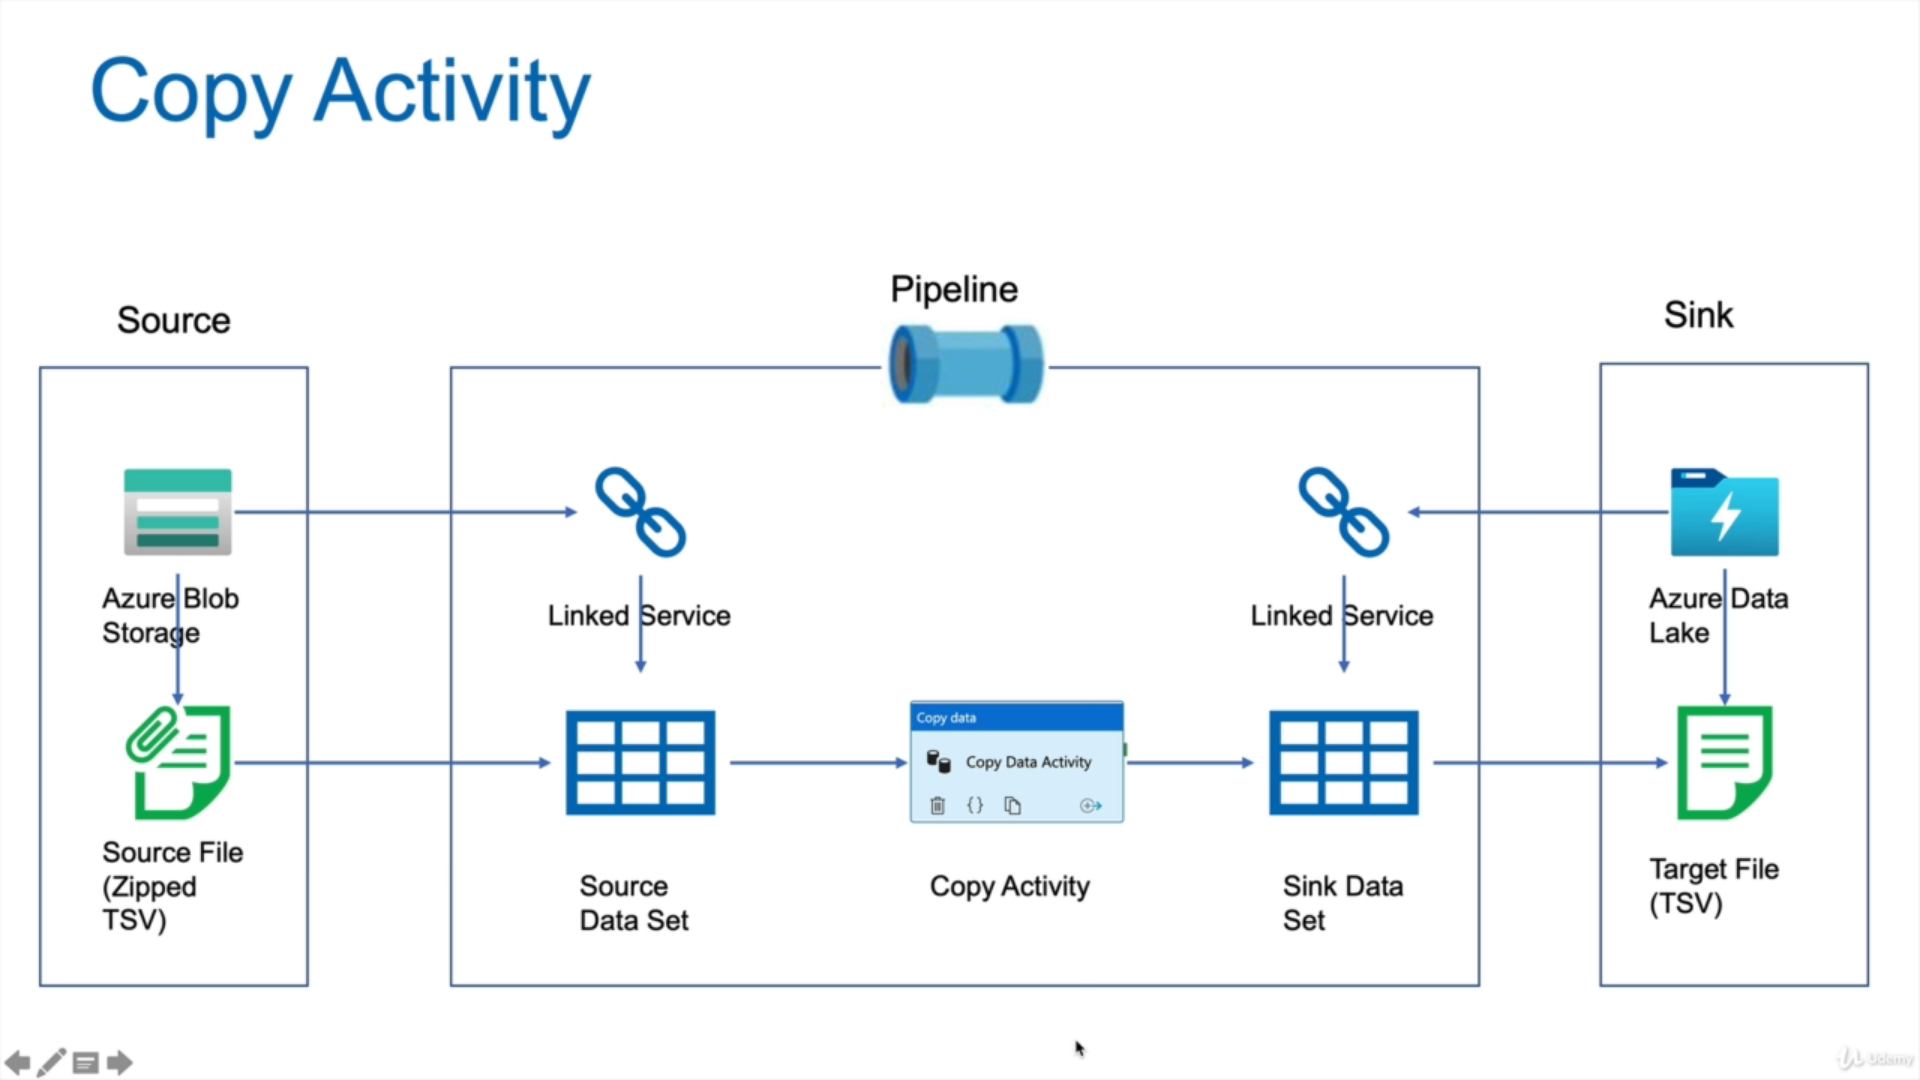 Copy Activity
Pipeline
Source
Sink
Azure Blob
Storage
Linked Service
Linked Service
Azure Data
Lake
Copy data
Copy Data Activity
{}
Source File
(Zipped
TSV)
Source
Data Set
Copy Activity
Sink Data
Set
Target File
(TSV)
Udemy